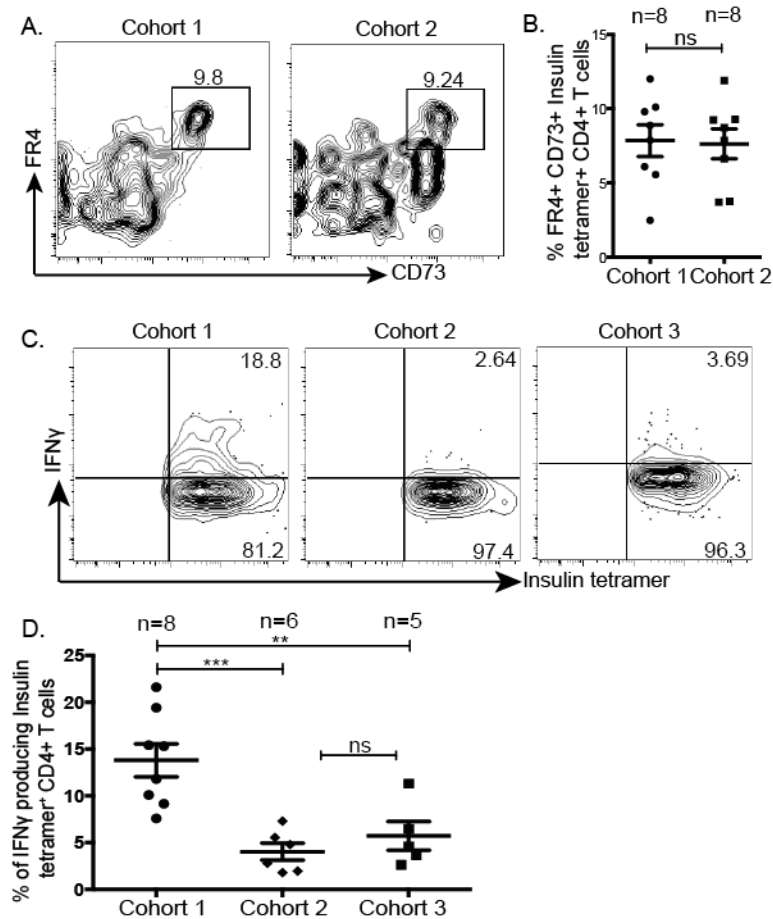 A.
Cohort 1
Cohort 2
9.8
9.24
FR4
CD73
B.
n=8
n=8
ns
15
10
5
0
% FR4+ CD73+ Insulin
tetramer+ CD4+ T cells
Cohort 1
Cohort 2
C.
Cohort 1
Cohort 2
Cohort 3
18.8
2.64
3.69
IFNγ
81.2
97.4
96.3
Insulin tetramer
D.
n=8
n=6
n=5
**
***
ns
25
20
15
10
5
0
% of IFNγ producing Insulin
tetramer⁺ CD4+ T cells
Cohort 1
Cohort 2
Cohort 3